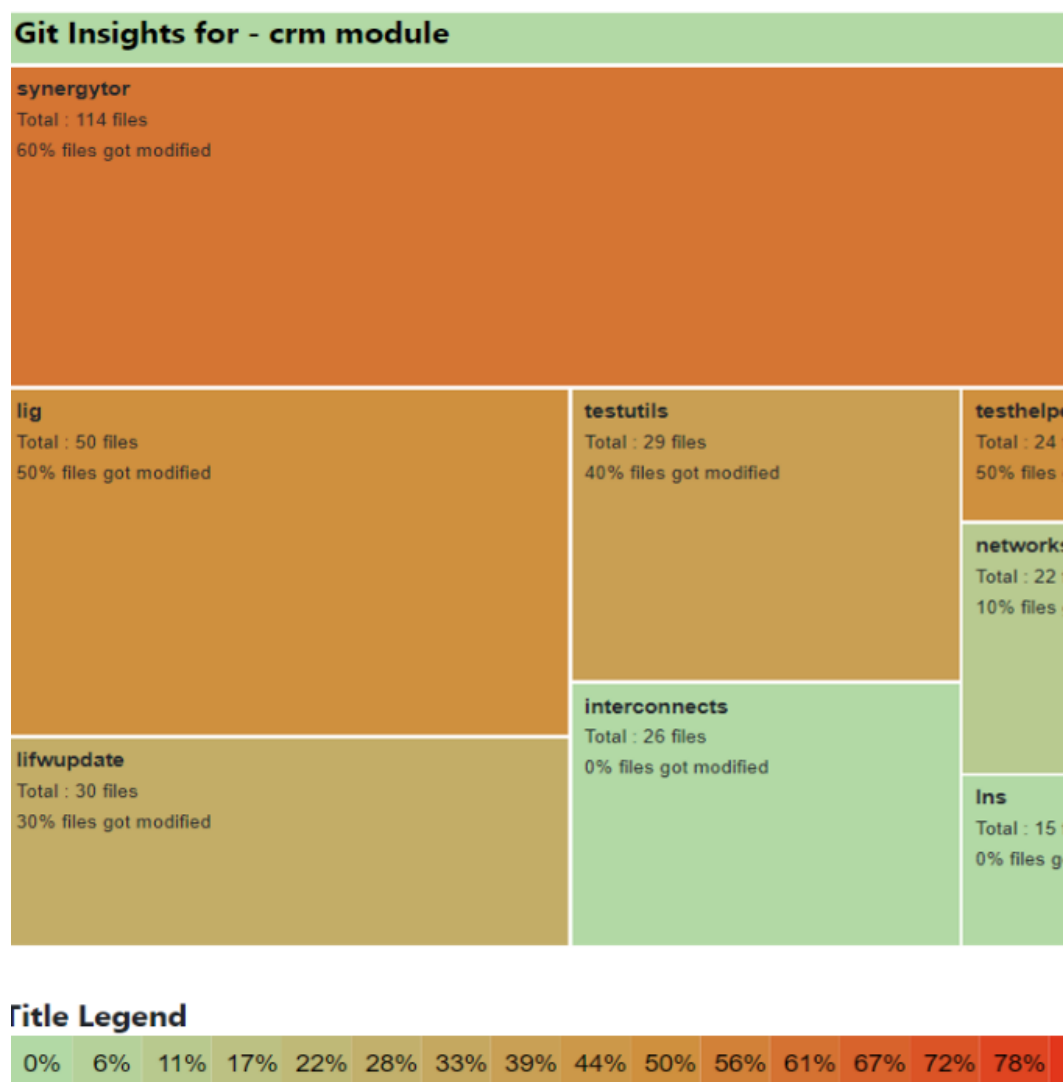 Git Insights for - crm module
synergytor
Total : 114 files
60% files got modified
lig
Total : 50 files
50% files got modified
testutils
Total : 29 files
40% files got modified
testhelpe
Total : 24
50% files
networks
Total : 22
10% files
lifwupdate
Total : 30 files
30% files got modified
interconnects
Total : 26 files
0% files got modified
lns
Total : 15
0% files g
Title Legend
0% 6% 11% 17% 22% 28% 33% 39% 44% 50% 56% 61% 67% 72% 78%